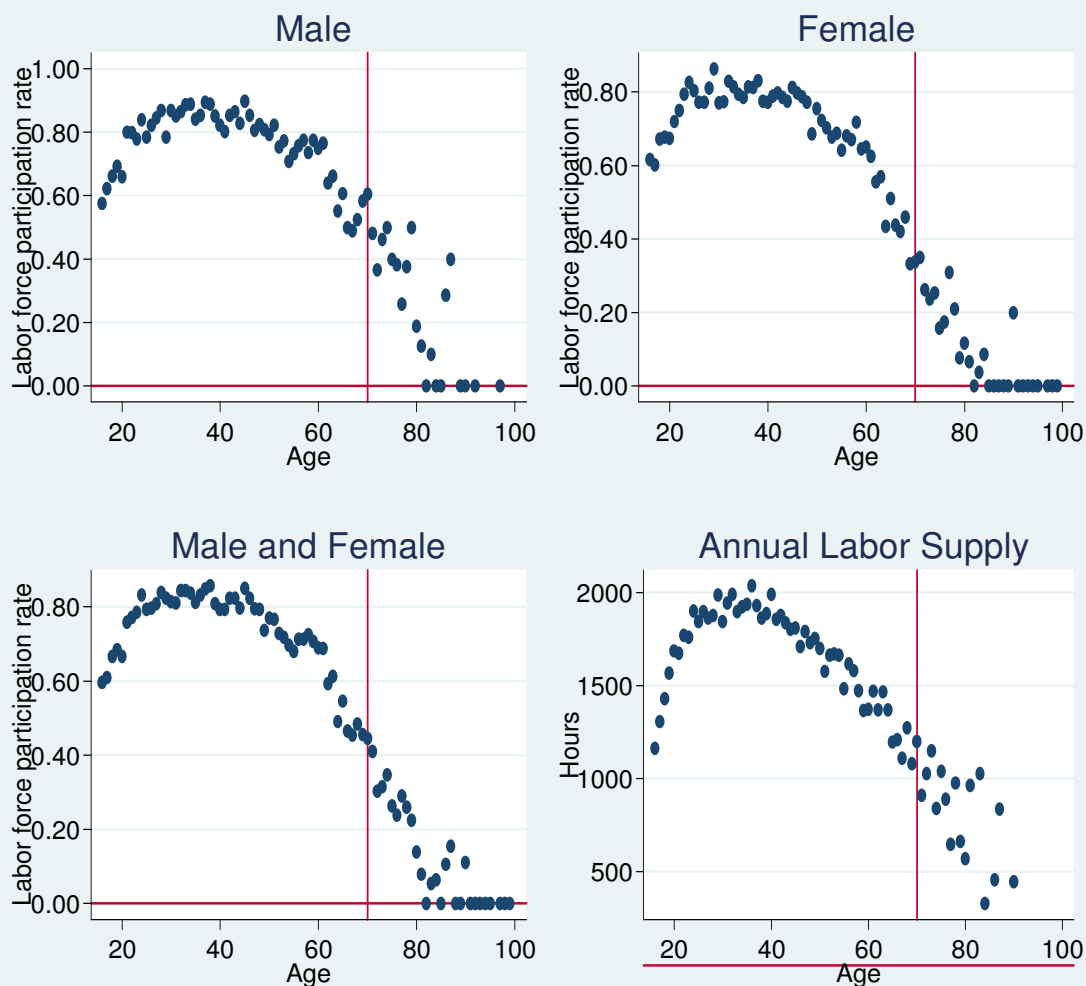 Male
Labor force participation rate
1.00
0.80
0.60
0.40
0.20
0.00
20 40 60 80 100
Age
Female
Labor force participation rate
0.80
0.60
0.40
0.20
0.00
20 40 60 80 100
Age
Male and Female
Labor force participation rate
0.80
0.60
0.40
0.20
0.00
20 40 60 80 100
Age
Annual Labor Supply
Hours
2000
1500
1000
500
20 40 60 80 100
Age